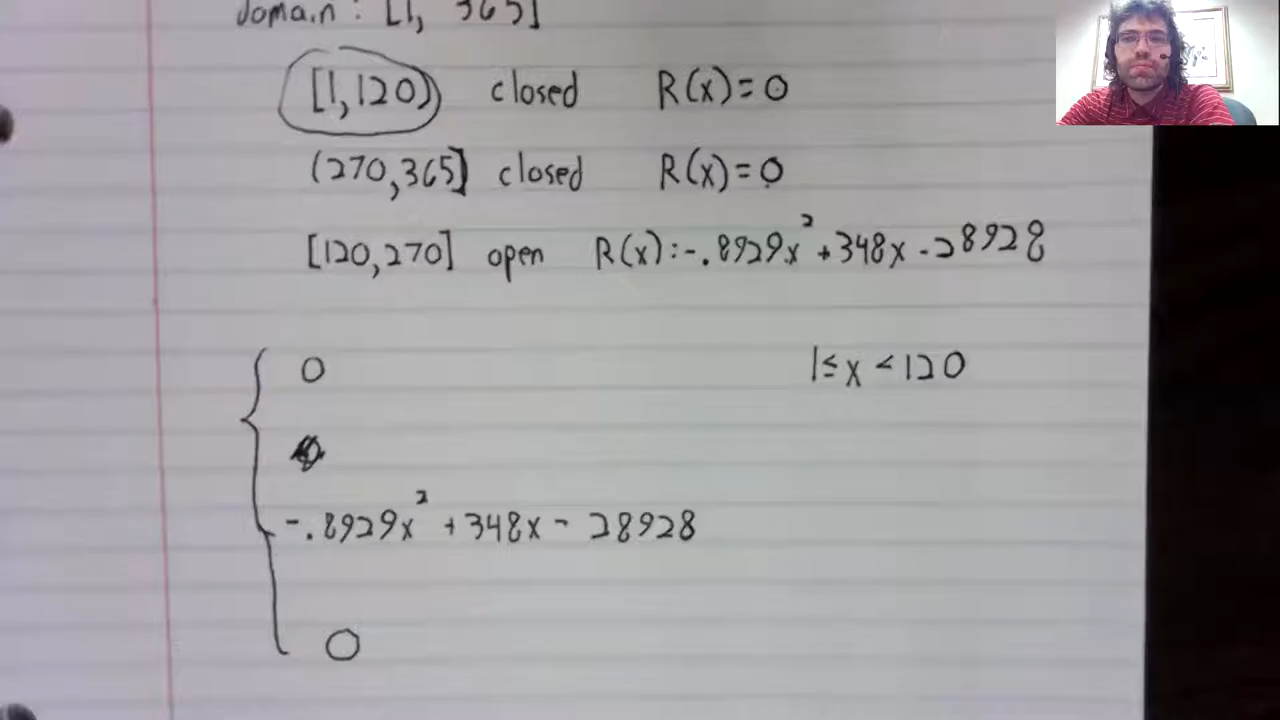 domain: [1, 365]
[1,120) closed R(x)=0
(270,365] closed R(x)=0
[120,270] open R(x):-.8929x²+348x-28928
0 1≤x<120
-.8929x²+348x-28928
0